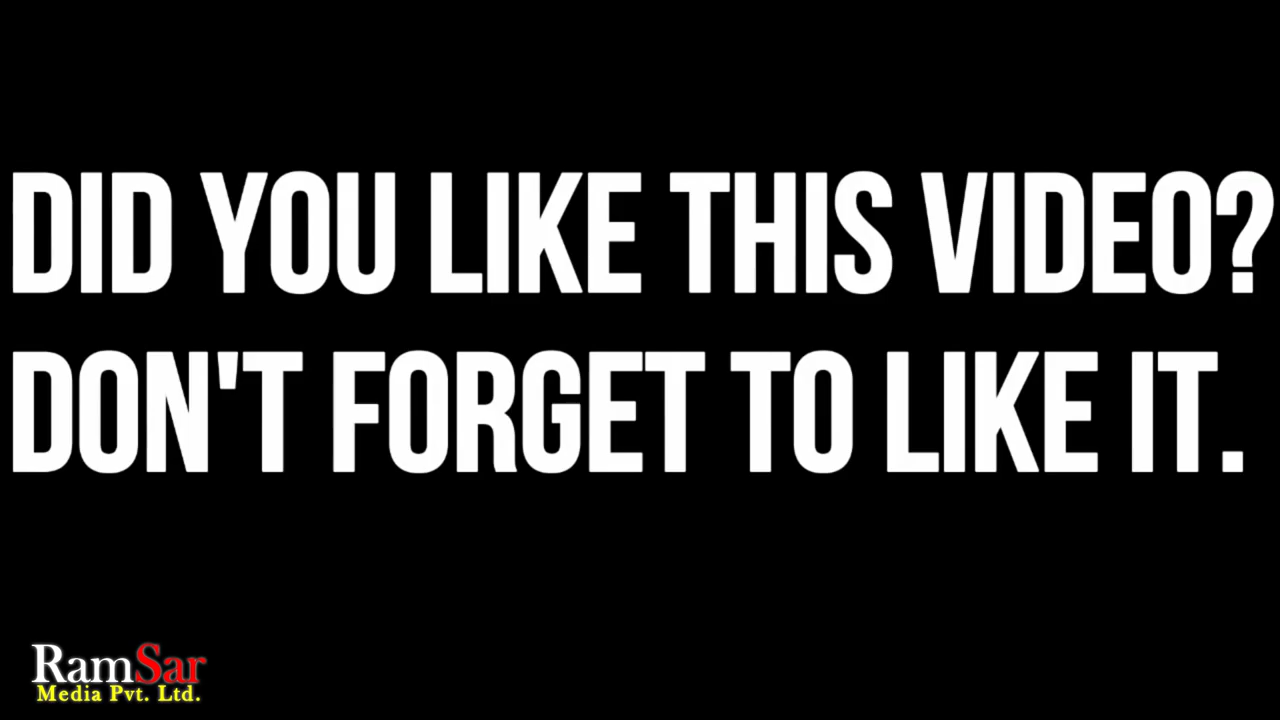 DID YOU LIKE THIS VIDEO?
DON'T FORGET TO LIKE IT.
RamSar
Media Pvt. Ltd.